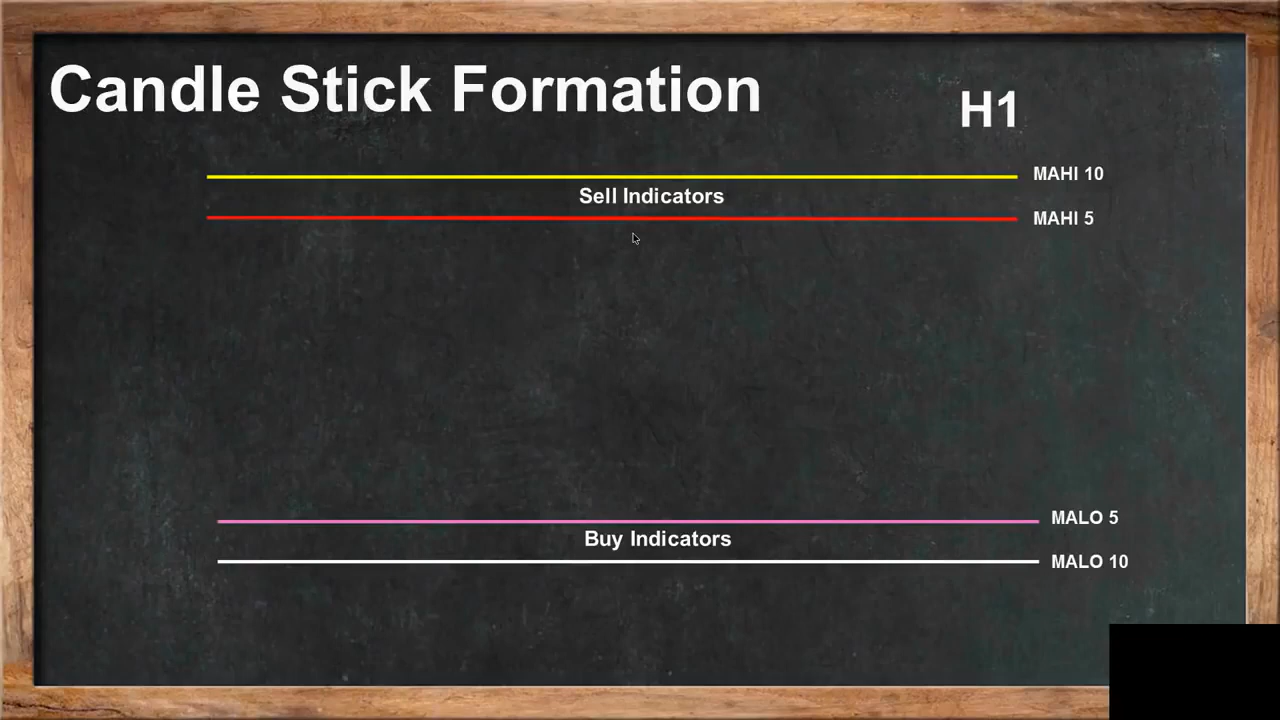 Candle Stick Formation
H1
MAHI 10
Sell Indicators
MAHI 5
MALO 5
Buy Indicators
MALO 10